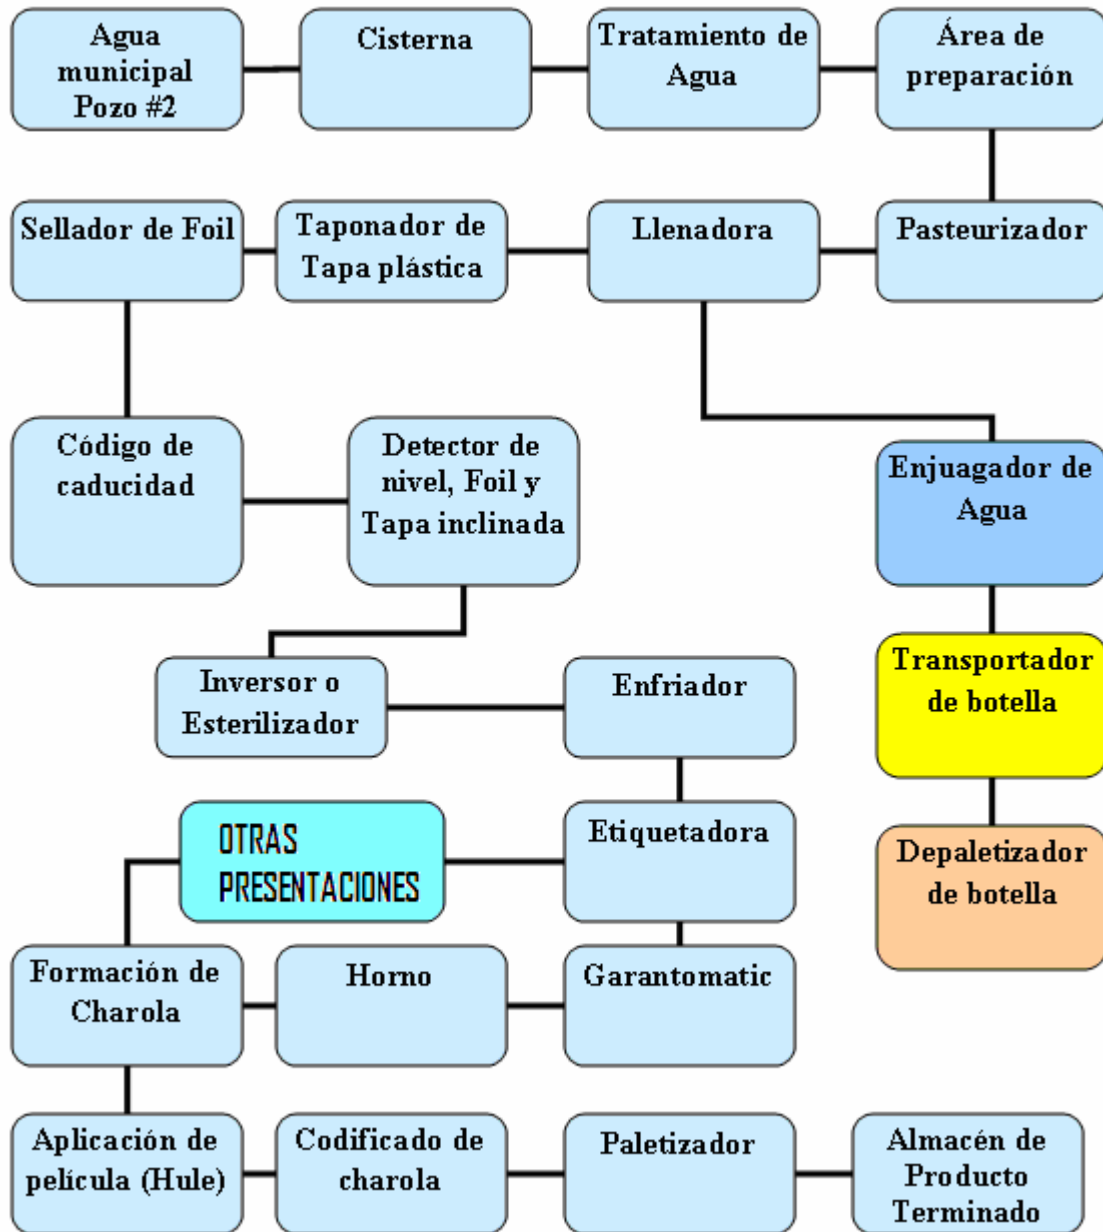 Agua
municipal
Pozo #2
Cisterna
Tratamiento de
Agua
Área de
preparación
Sellador de Foil
Taponador de
Tapa plástica
Llenadora
Pasteurizador
Código de
caducidad
Detector de
nivel, Foil y
Tapa inclinada
Enjuagador de
Agua
Inversor o
Esterilizador
Enfriador
Transportador
de botella
OTRAS
PRESENTACIONES
Etiquetadora
Depaletizador
de botella
Formación de
Charola
Horno
Garantomatic
Aplicación de
película (Hule)
Codificado de
charola
Paletizador
Almacén de
Producto
Terminado